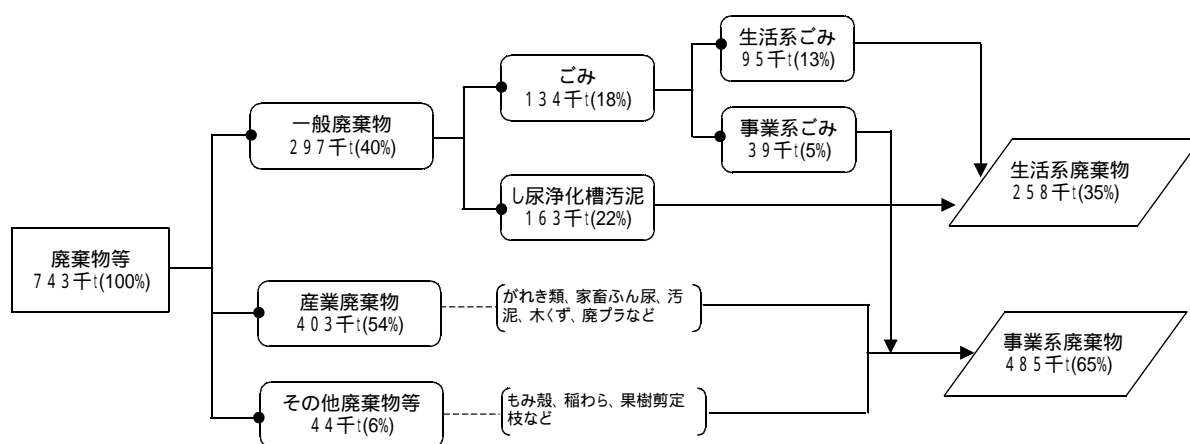 廃棄物等
743千t(100%)
一般廃棄物
297千t(40%)
産業廃棄物
403千t(54%)
その他廃棄物等
44千t(6%)
ごみ
134千t(18%)
し尿浄化槽汚泥
163千t(22%)
がれき類、家畜ふん尿、汚
泥、木くず、廃プラなど
もみ殻、稲わら、果樹剪定
枝など
生活系ごみ
95千t(13%)
事業系ごみ
39千t(5%)
生活系廃棄物
258千t(35%)
事業系廃棄物
485千t(65%)